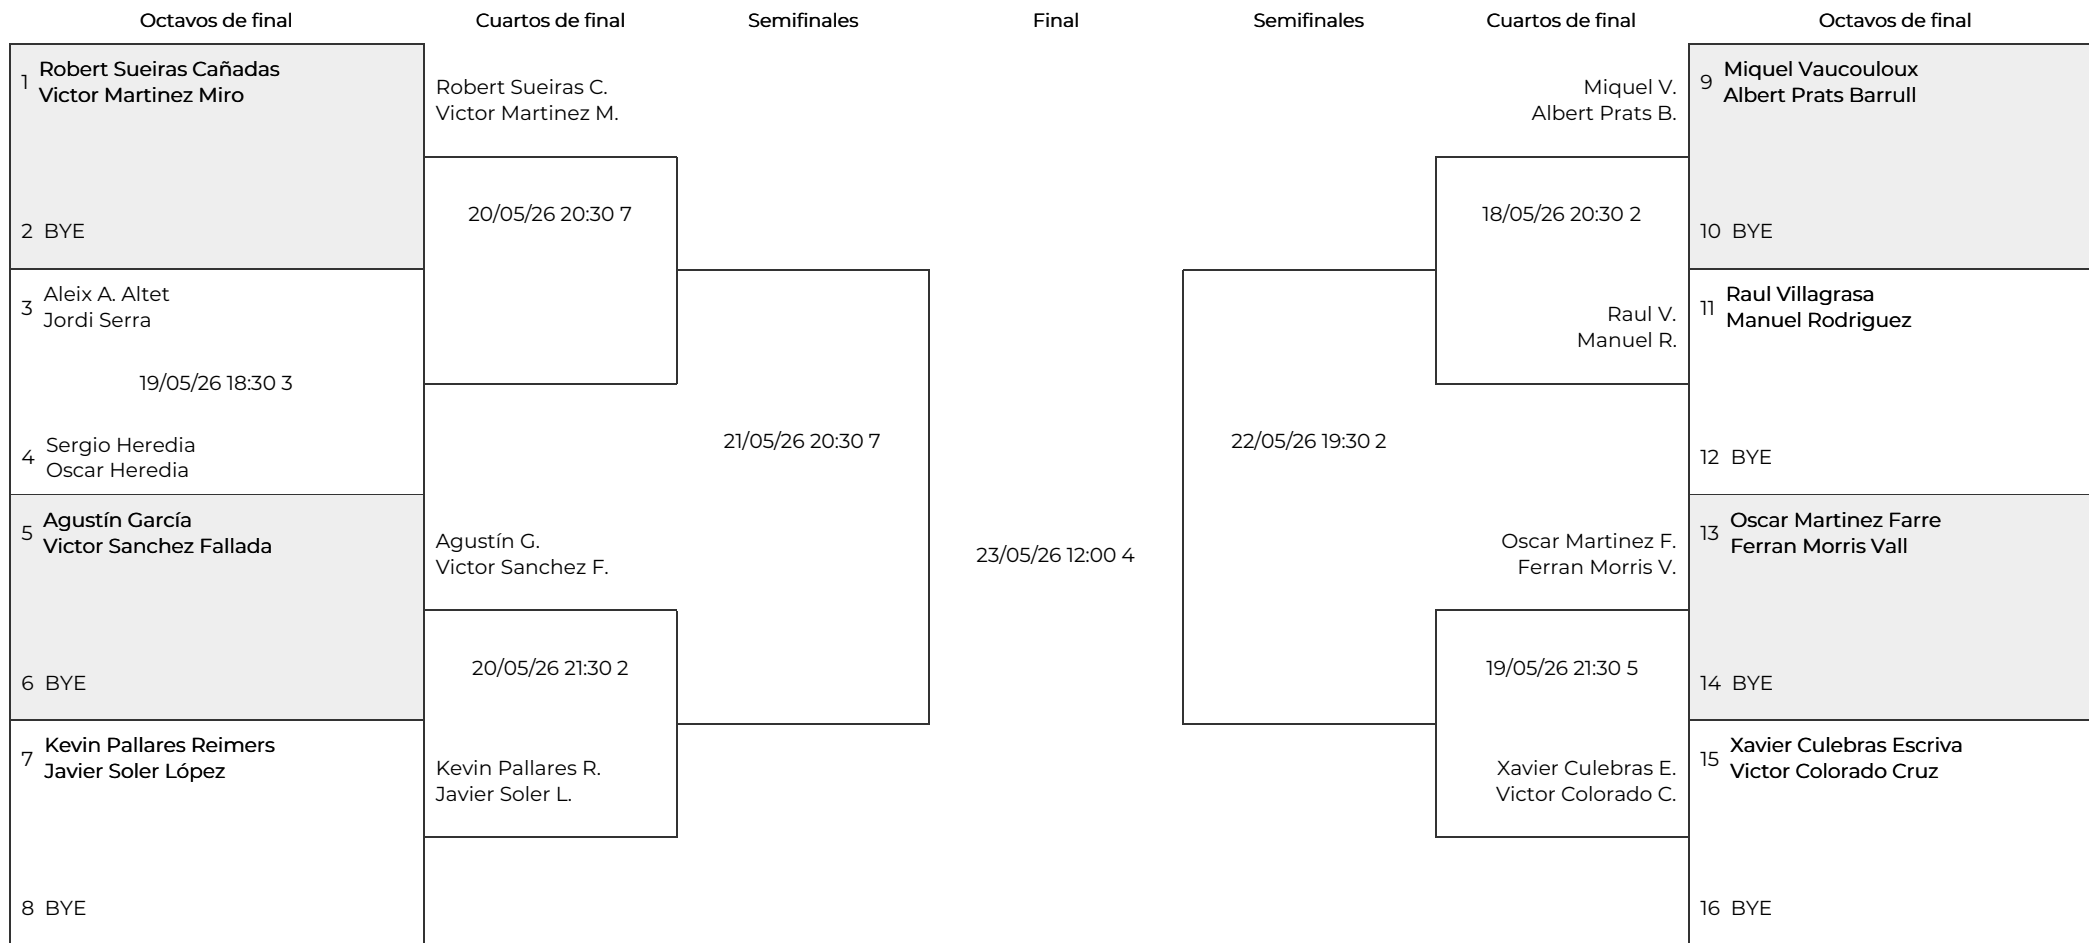 Octavos de final
Cuartos de final
Semifinales
Final
Semifinales
Cuartos de final
Octavos de final
1
Robert Sueiras Cañadas
Victor Martinez Miro
2 BYE
3
Aleix A. Altet
Jordi Serra
19/05/26 18:30 3
4
Sergio Heredia
Oscar Heredia
5
Agustín García
Victor Sanchez Fallada
6 BYE
7
Kevin Pallares Reimers
Javier Soler López
8 BYE
Robert Sueiras C.
Victor Martinez M.
20/05/26 20:30 7
Agustín G.
Victor Sanchez F.
20/05/26 21:30 2
Kevin Pallares R.
Javier Soler L.
21/05/26 20:30 7
23/05/26 12:00 4
22/05/26 19:30 2
Miquel V.
Albert Prats B.
18/05/26 20:30 2
Raul V.
Manuel R.
Oscar Martinez F.
Ferran Morris V.
19/05/26 21:30 5
Xavier Culebras E.
Victor Colorado C.
9
Miquel Vaucouloux
Albert Prats Barrull
10 BYE
11
Raul Villagrasa
Manuel Rodriguez
12 BYE
13
Oscar Martinez Farre
Ferran Morris Vall
14 BYE
15
Xavier Culebras Escriva
Victor Colorado Cruz
16 BYE